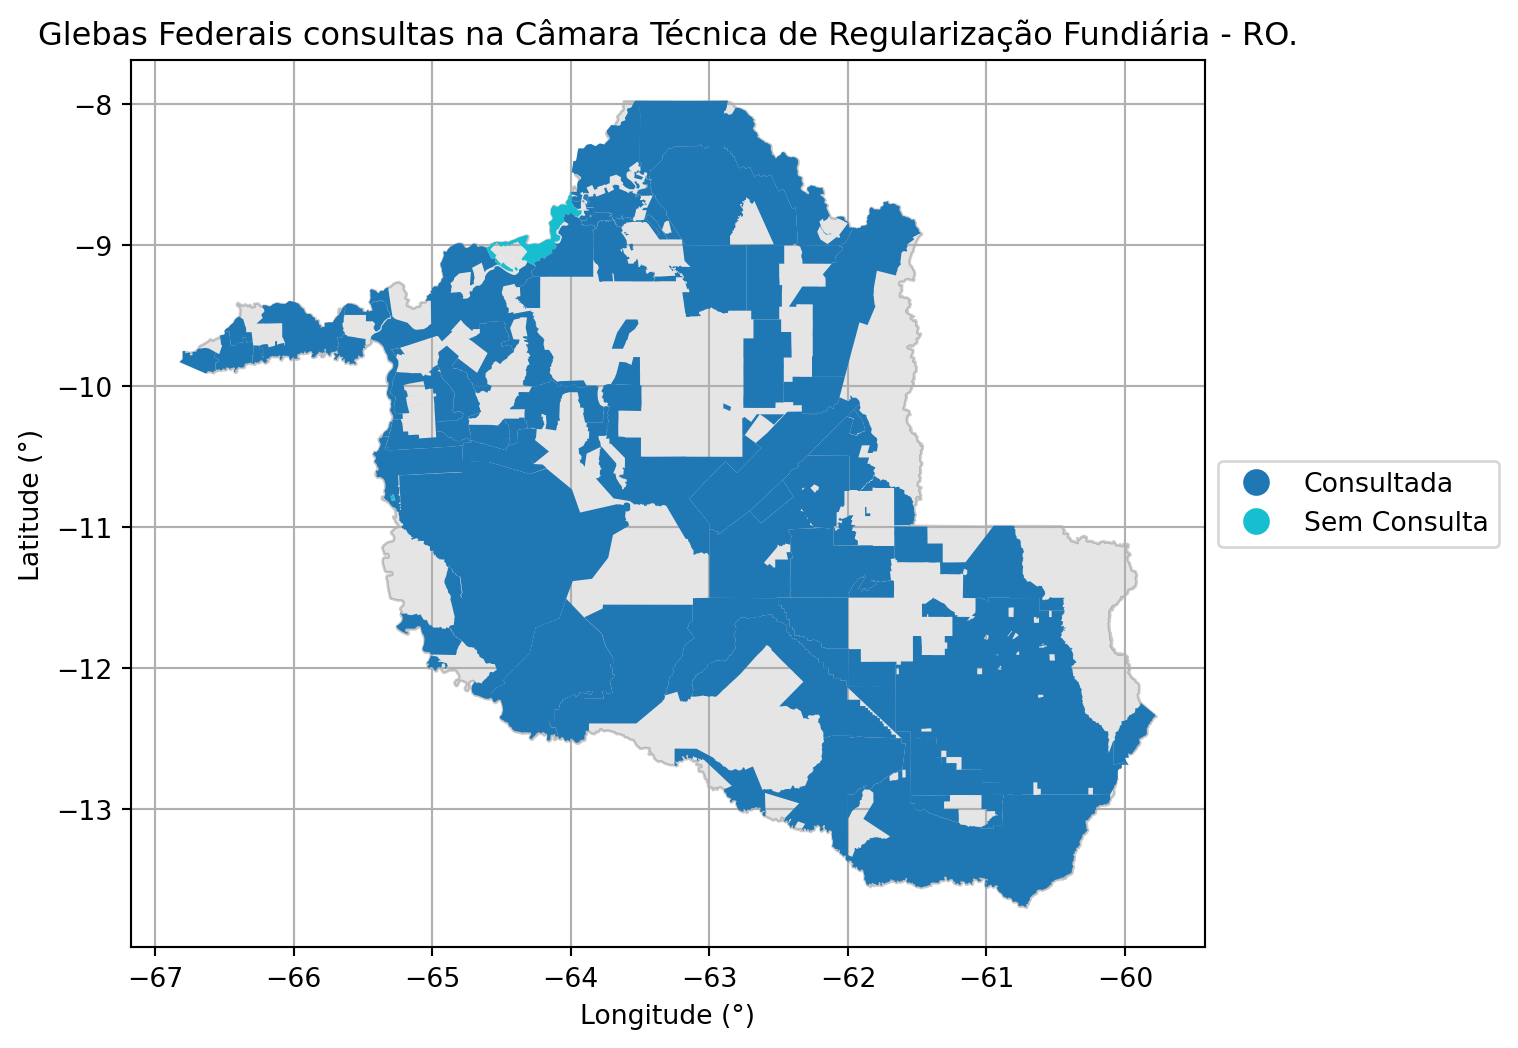 Glebas Federais consultas na Câmara Técnica de Regularização Fundiária - RO.
−8
−9
−10
−11
−12
−13
Latitude (°)
−67
−66
−65
−64
−63
−62
−61
−60
Longitude (°)
Consultada
Sem Consulta